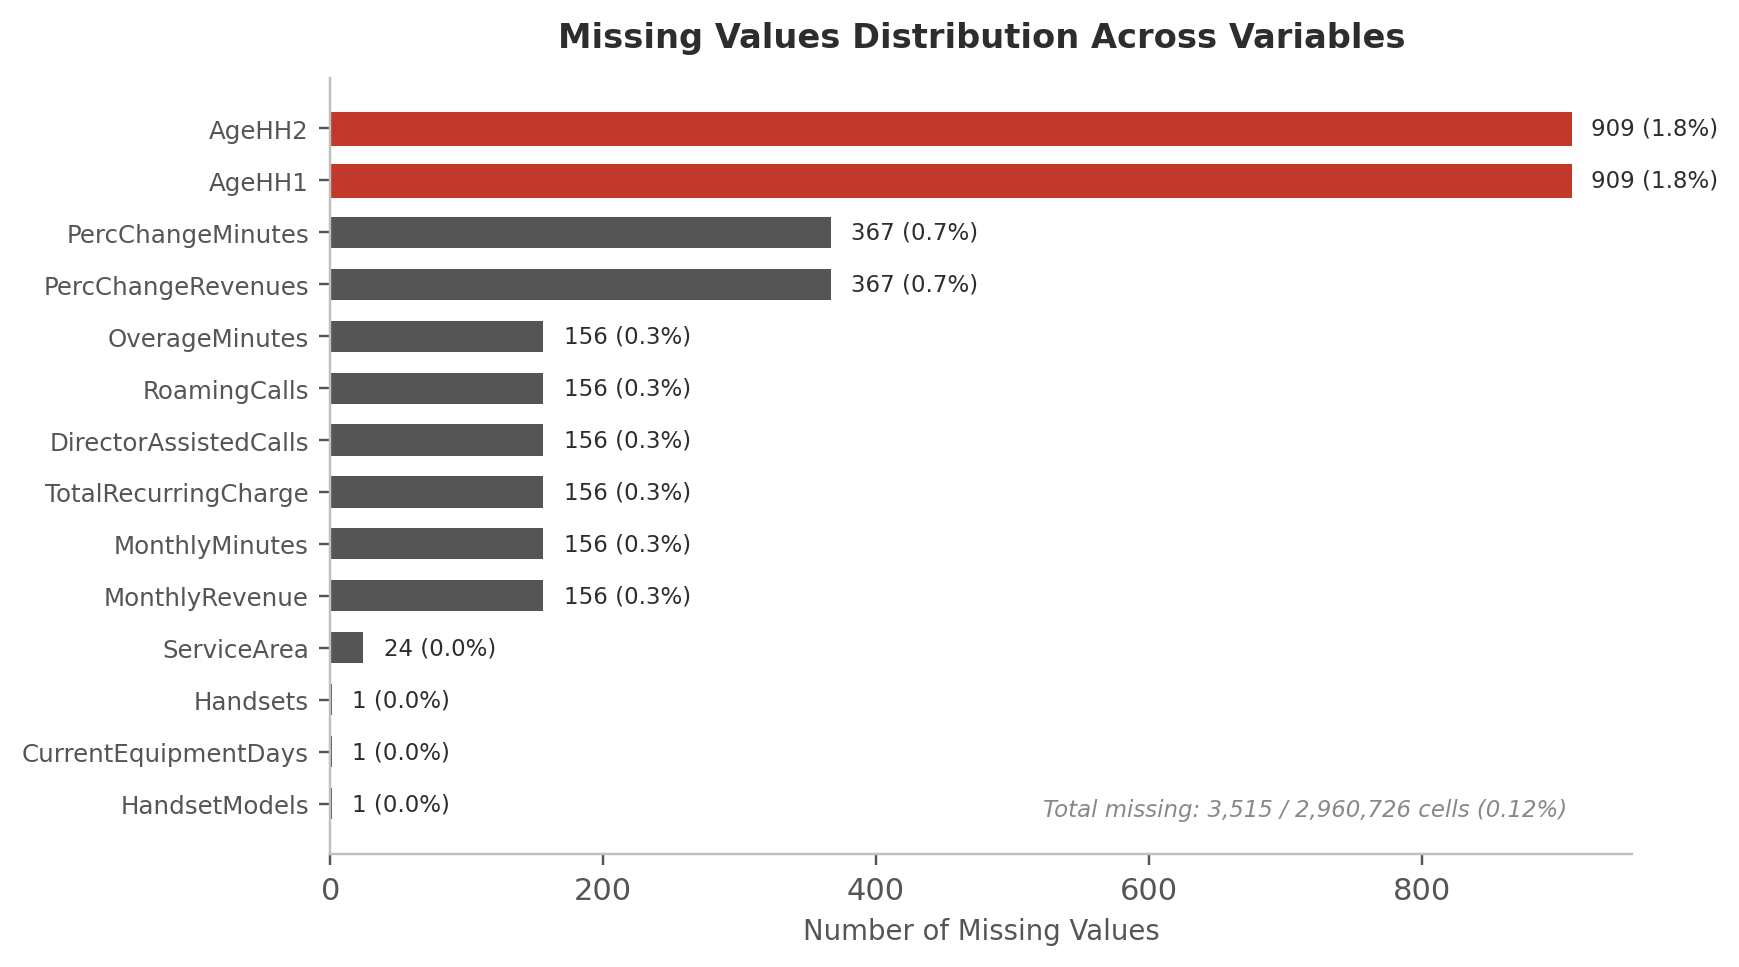 Missing Values Distribution Across Variables
AgeHH2 909 (1.8%)
AgeHH1 909 (1.8%)
PercChangeMinutes 367 (0.7%)
PercChangeRevenues 367 (0.7%)
OverageMinutes 156 (0.3%)
RoamingCalls 156 (0.3%)
DirectorAssistedCalls 156 (0.3%)
TotalRecurringCharge 156 (0.3%)
MonthlyMinutes 156 (0.3%)
MonthlyRevenue 156 (0.3%)
ServiceArea 24 (0.0%)
Handsets 1 (0.0%)
CurrentEquipmentDays 1 (0.0%)
HandsetModels 1 (0.0%)
Total missing: 3,515 / 2,960,726 cells (0.12%)
0 200 400 600 800
Number of Missing Values